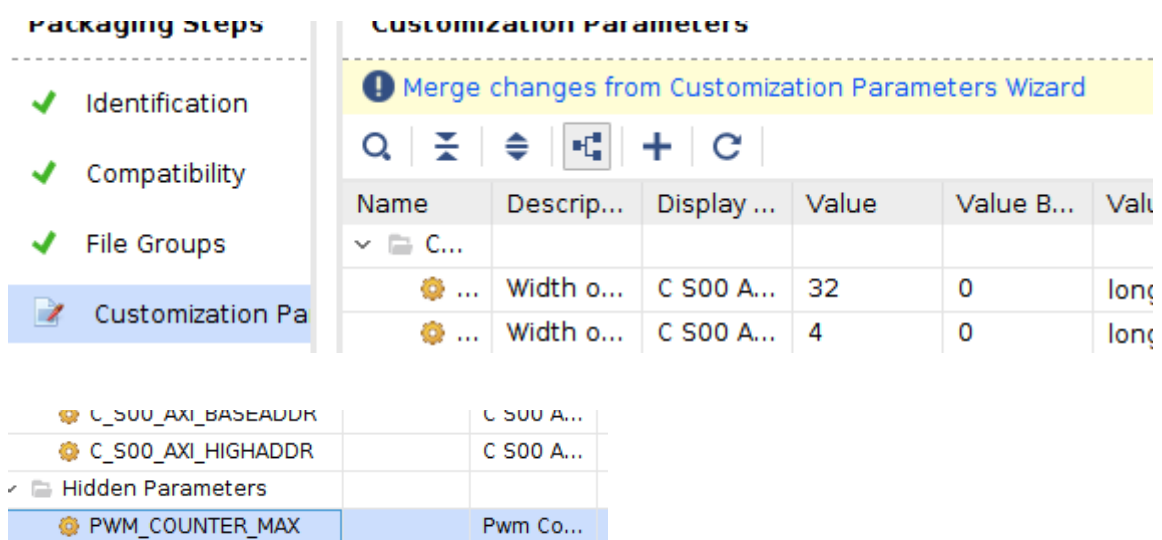 Packaging Steps
Customization Parameters
Identification
Compatibility
File Groups
Customization Pa
Merge changes from Customization Parameters Wizard
Name Descrip... Display ... Value Value B... Valu
C...
... Width o... C S00 A... 32 0 long
... Width o... C S00 A... 4 0 long
C_S00_AXI_BASEADDR C S00 A...
C_S00_AXI_HIGHADDR C S00 A...
Hidden Parameters
PWM_COUNTER_MAX Pwm Co...